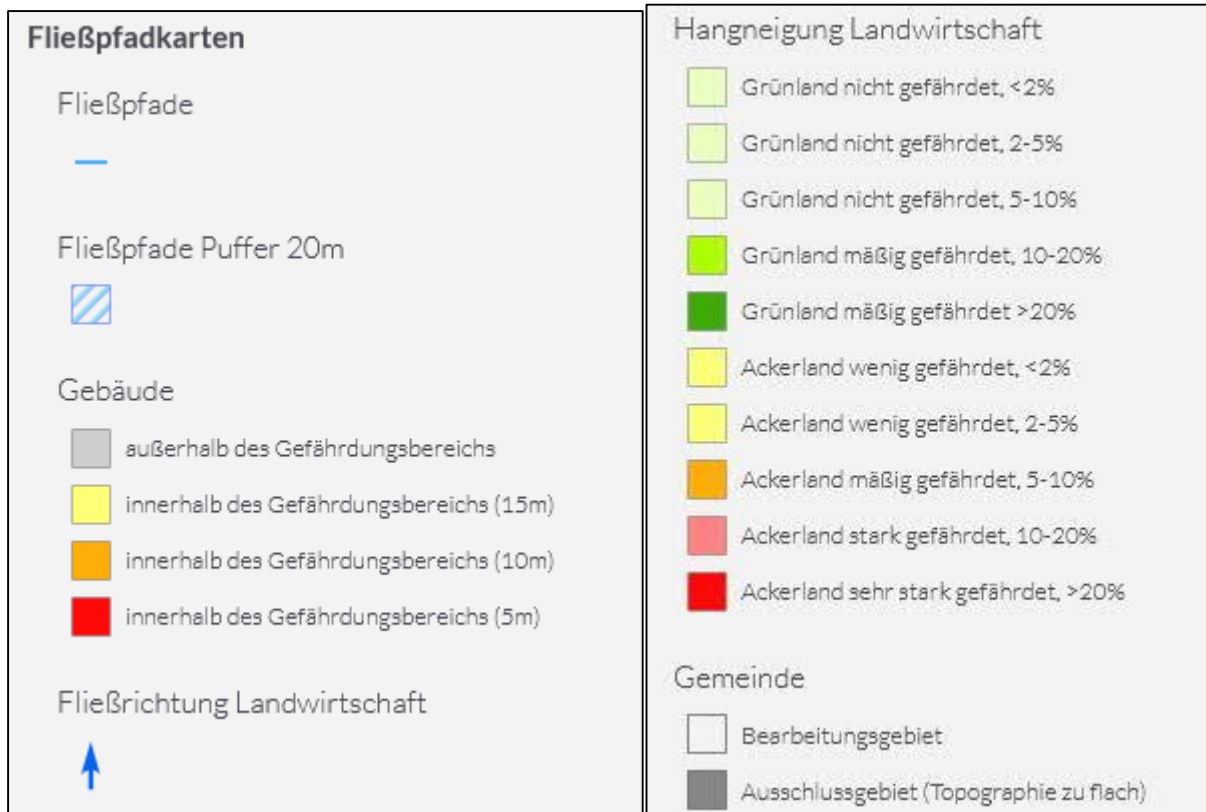 Fließpfadkarten
Fließpfade
Fließpfade Puffer 20m
Gebäude
außerhalb des Gefährdungsbereichs
innerhalb des Gefährdungsbereichs (15m)
innerhalb des Gefährdungsbereichs (10m)
innerhalb des Gefährdungsbereichs (5m)
Fließrichtung Landwirtschaft
Hangneigung Landwirtschaft
Grünland nicht gefährdet, <2%
Grünland nicht gefährdet, 2-5%
Grünland nicht gefährdet, 5-10%
Grünland mäßig gefährdet, 10-20%
Grünland mäßig gefährdet >20%
Ackerland wenig gefährdet, <2%
Ackerland wenig gefährdet, 2-5%
Ackerland mäßig gefährdet, 5-10%
Ackerland stark gefährdet, 10-20%
Ackerland sehr stark gefährdet, >20%
Gemeinde
Bearbeitungsgebiet
Ausschlussgebiet (Topographie zu flach)